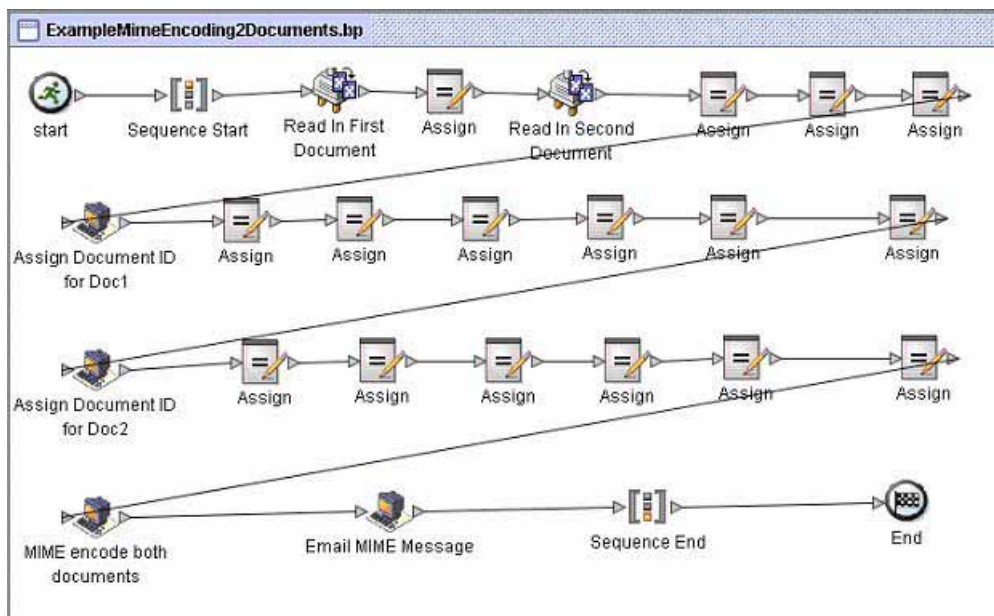 ExampleMimeEncoding2Documents.bp
start
Sequence Start
Read In First
Document
Assign
Read In Second
Document
Assign
Assign
Assign
Assign Document ID
for Doc1
Assign
Assign
Assign
Assign
Assign
Assign
Assign Document ID
for Doc2
Assign
Assign
Assign
Assign
Assign
Assign
MIME encode both
documents
Email MIME Message
Sequence End
End